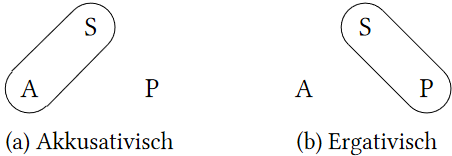 S S
A P A P
(a) Akkusativisch (b) Ergativisch